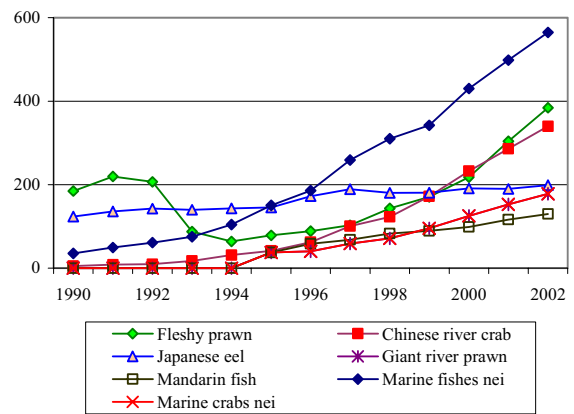 600
400
200
0
1990 1992 1994 1996 1998 2000 2002
Fleshy prawn Chinese river crab
Japanese eel Giant river prawn
Mandarin fish Marine fishes nei
Marine crabs nei